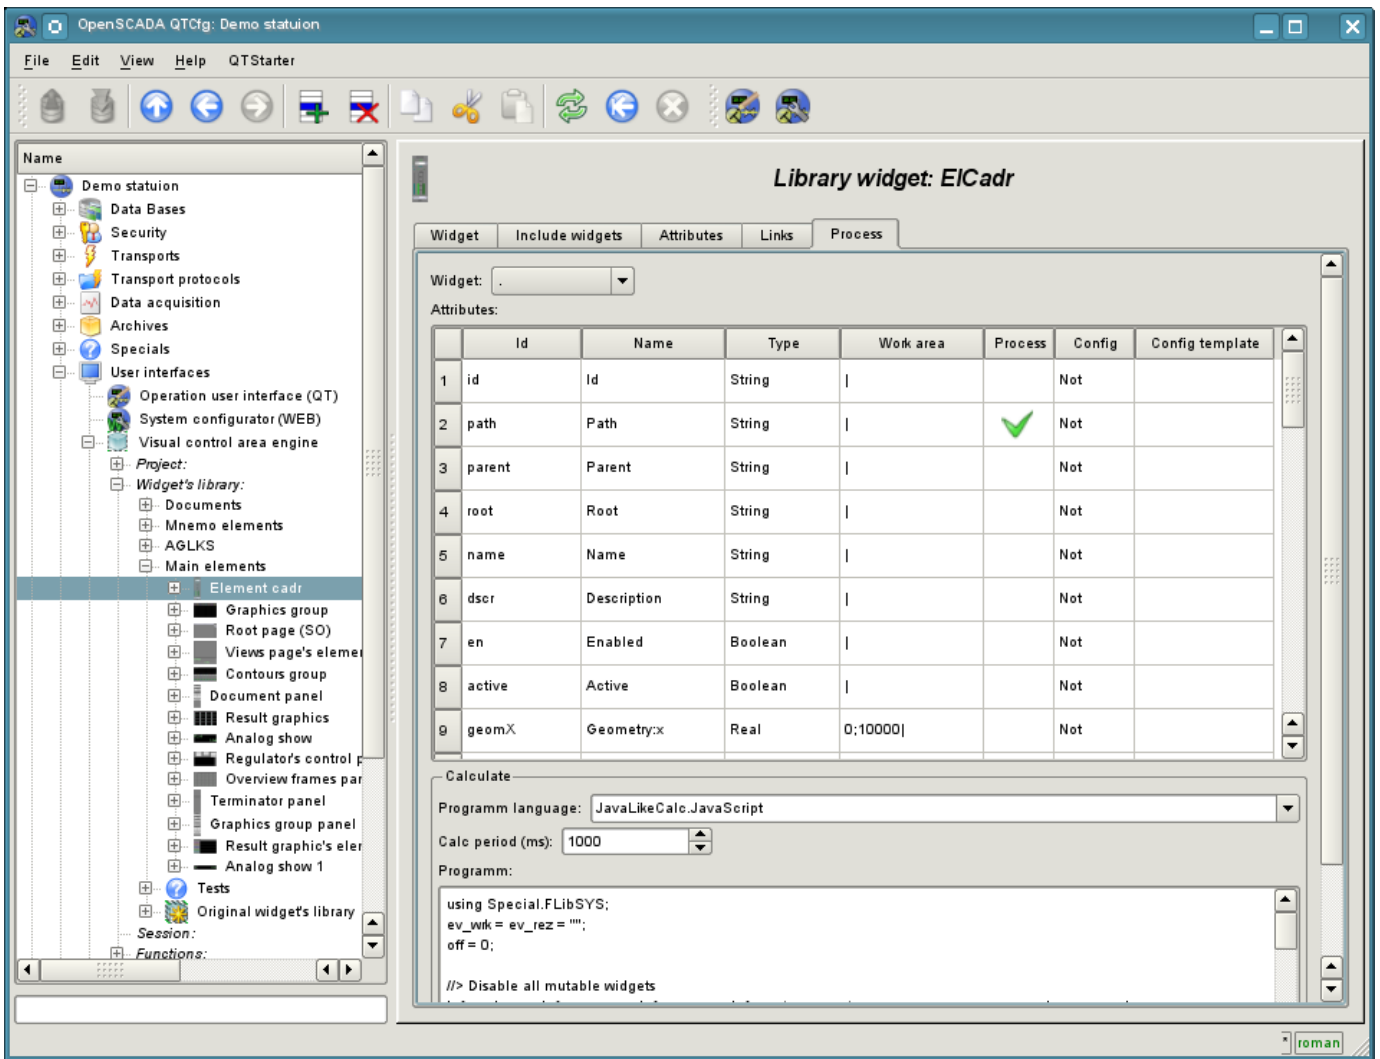 OpenSCADA QTCfg: Demo statuion
File Edit View Help QTStarter
Name
Demo statuion
Data Bases
Security
Transports
Transport protocols
Data acquisition
Archives
Specials
User interfaces
Operation user interface (QT)
System configurator (WEB)
Visual control area engine
Project:
Widget's library:
Documents
Mnemo elements
AGLKS
Main elements
Element cadr
Graphics group
Root page (SO)
Views page's elemer
Contours group
Document panel
Result graphics
Analog show
Regulator's control p
Overview frames par
Terminator panel
Graphics group panel
Result graphic's eler
Analog show 1
Tests
Original widget's library
Session:
Functions:
Library widget: ElCadr
Widget Include widgets Attributes Links Process
Widget: .
Attributes:
Id Name Type Work area Process Config Config template
1 id Id String | Not
2 path Path String | Not
3 parent Parent String | Not
4 root Root String | Not
5 name Name String | Not
6 dscr Description String | Not
7 en Enabled Boolean | Not
8 active Active Boolean | Not
9 geomX Geometry:x Real 0;10000| Not
Calculate
Programm language: JavaLikeCalc.JavaScript
Calc period (ms): 1000
Programm:
using Special.FLibSYS;
ev_wrk = ev_rez = "";
off = 0;
//> Disable all mutable widgets
* roman